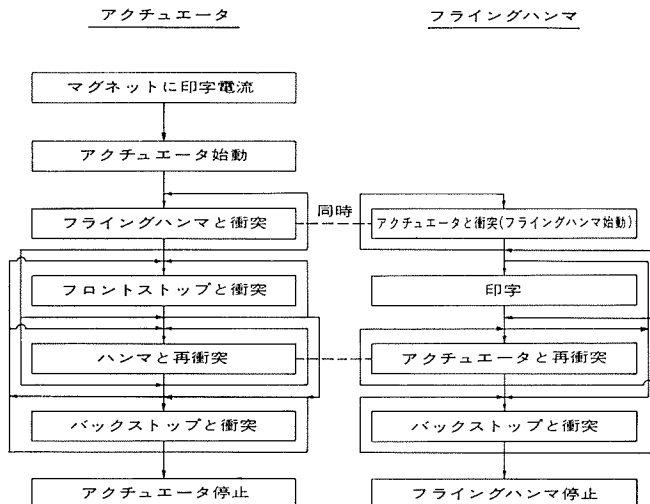 アクチュエータ
フライングハンマ
マグネットに印字電流
アクチュエータ始動
フライングハンマと衝突
同時
アクチュエータと衝突(フライングハンマ始動)
フロントストップと衝突
印字
ハンマと再衝突
アクチュエータと再衝突
バックストップと衝突
バックストップと衝突
アクチュエータ停止
フライングハンマ停止